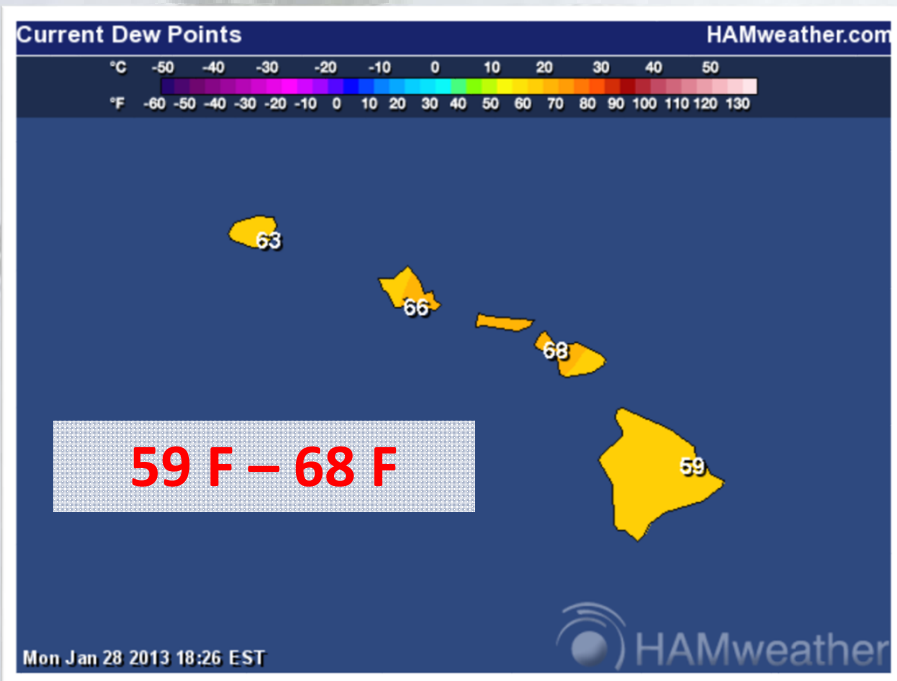 Current Dew Points HAMweather.com
°C -50 -40 -30 -20 -10 0 10 20 30 40 50
°F -60 -50 -40 -30 -20 -10 0 10 20 30 40 50 60 70 80 90 100 110 120 130
63
66
68
59 F – 68 F
59
HAMweather
Mon Jan 28 2013 18:26 EST